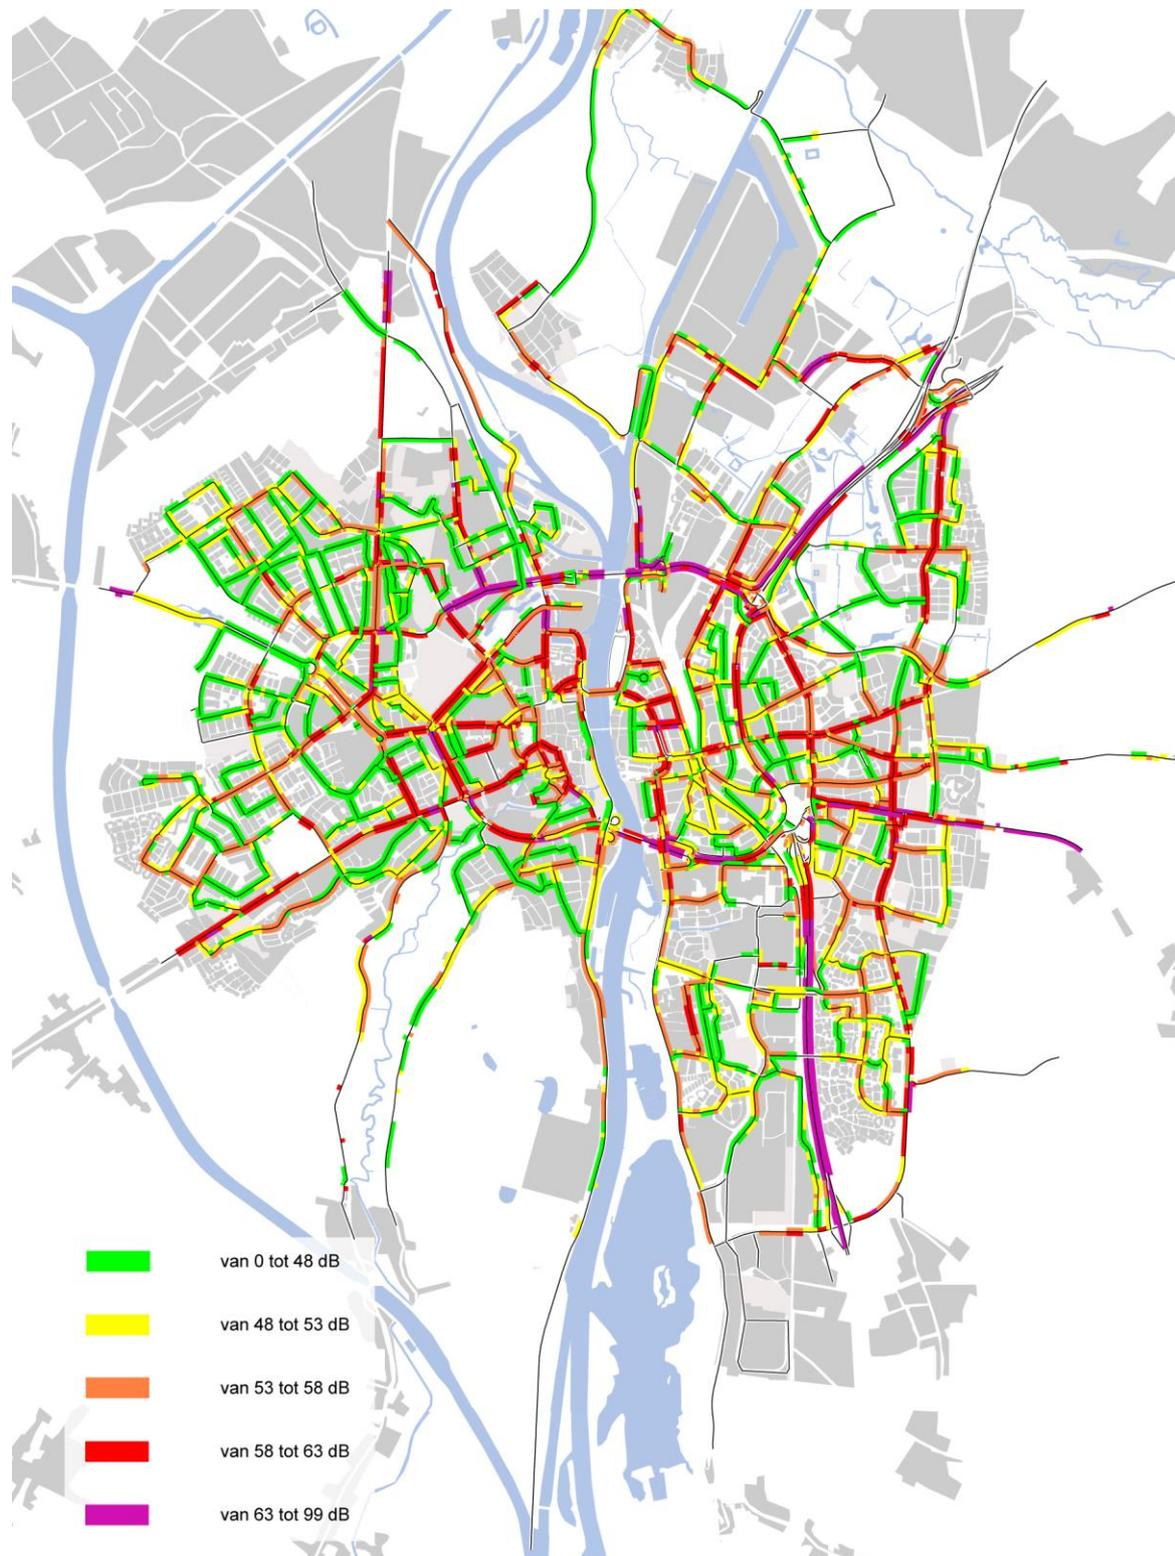 van 0 tot 48 dB
van 48 tot 53 dB
van 53 tot 58 dB
van 58 tot 63 dB
van 63 tot 99 dB